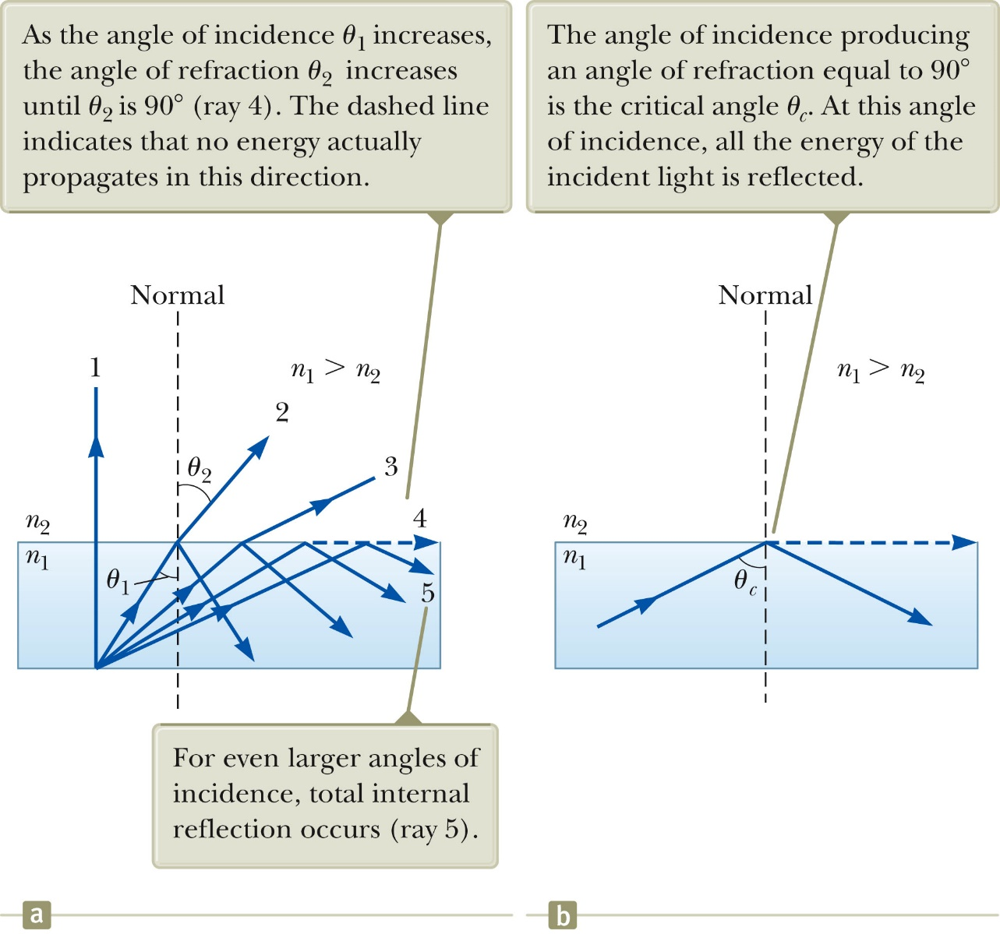 As the angle of incidence θ1 increases,
the angle of refraction θ2 increases
until θ2 is 90° (ray 4). The dashed line
indicates that no energy actually
propagates in this direction.
The angle of incidence producing
an angle of refraction equal to 90°
is the critical angle θc. At this angle
of incidence, all the energy of the
incident light is reflected.
Normal
1
n1 > n2
2
θ2
3
n2
4
n1
θ1
5
For even larger angles of
incidence, total internal
reflection occurs (ray 5).
a
Normal
n1 > n2
n2
n1
θc
b